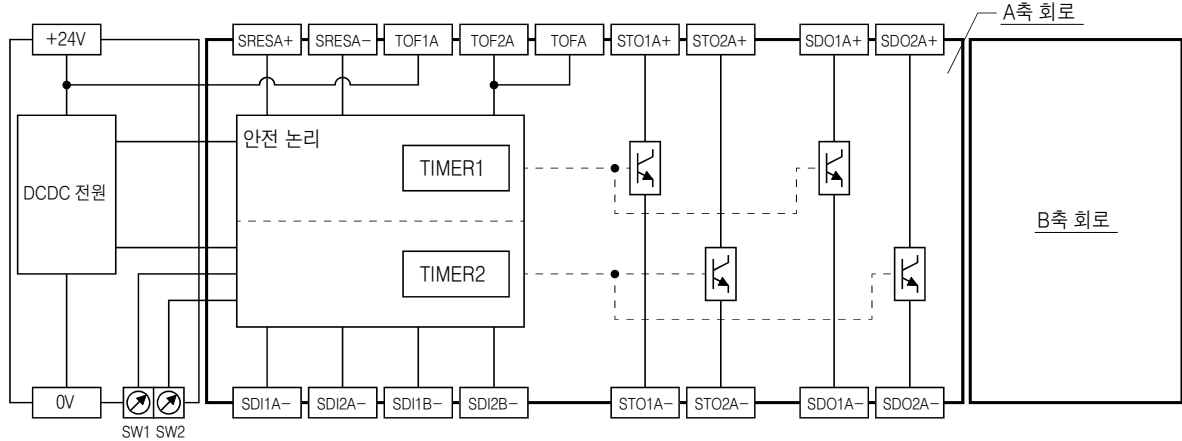 A축 회로
+24V
SRESA+ SRESA− TOF1A TOF2A TOFA STO1A+ STO2A+ SDO1A+ SDO2A+
안전 논리
TIMER1
DCDC 전원
B축 회로
TIMER2
0V
SDI1A− SDI2A− SDI1B− SDI2B− STO1A− STO2A− SDO1A− SDO2A−
SW1 SW2